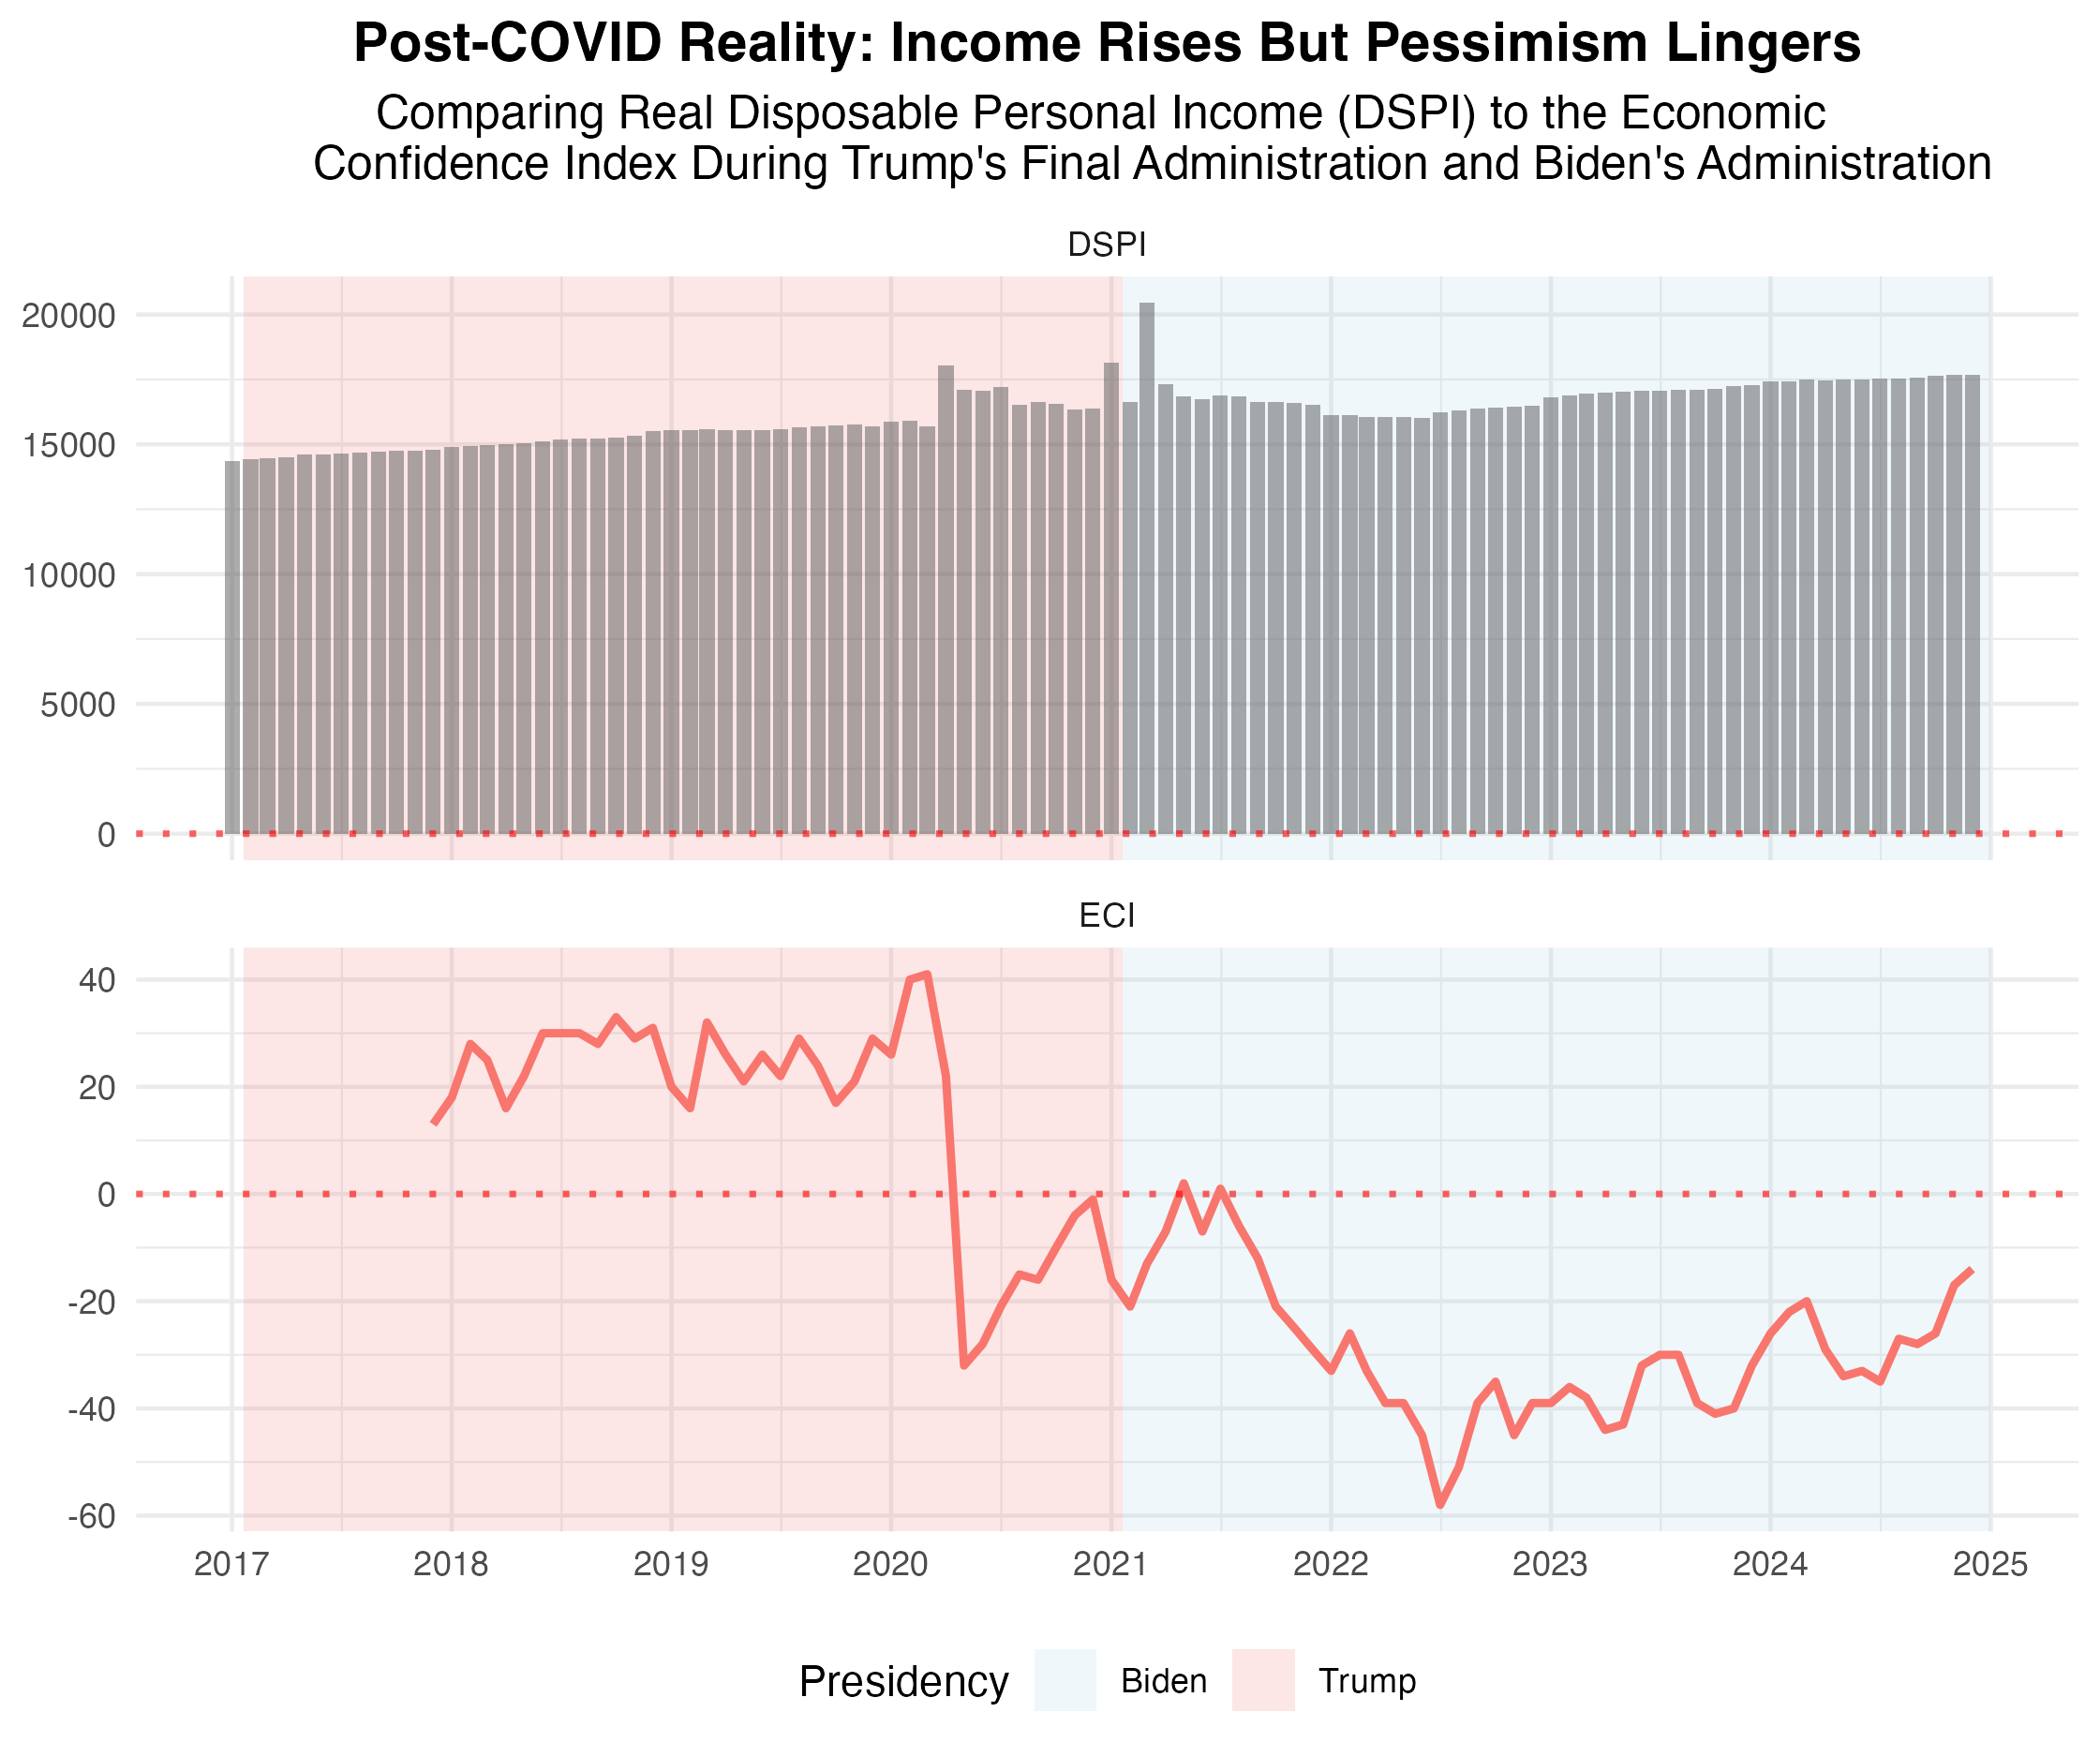 Post-COVID Reality: Income Rises But Pessimism Lingers
Comparing Real Disposable Personal Income (DSPI) to the Economic
Confidence Index During Trump's Final Administration and Biden's Administration
DSPI
20000
15000
10000
5000
0
ECI
40
20
0
-20
-40
-60
2017 2018 2019 2020 2021 2022 2023 2024 2025
Presidency Biden Trump